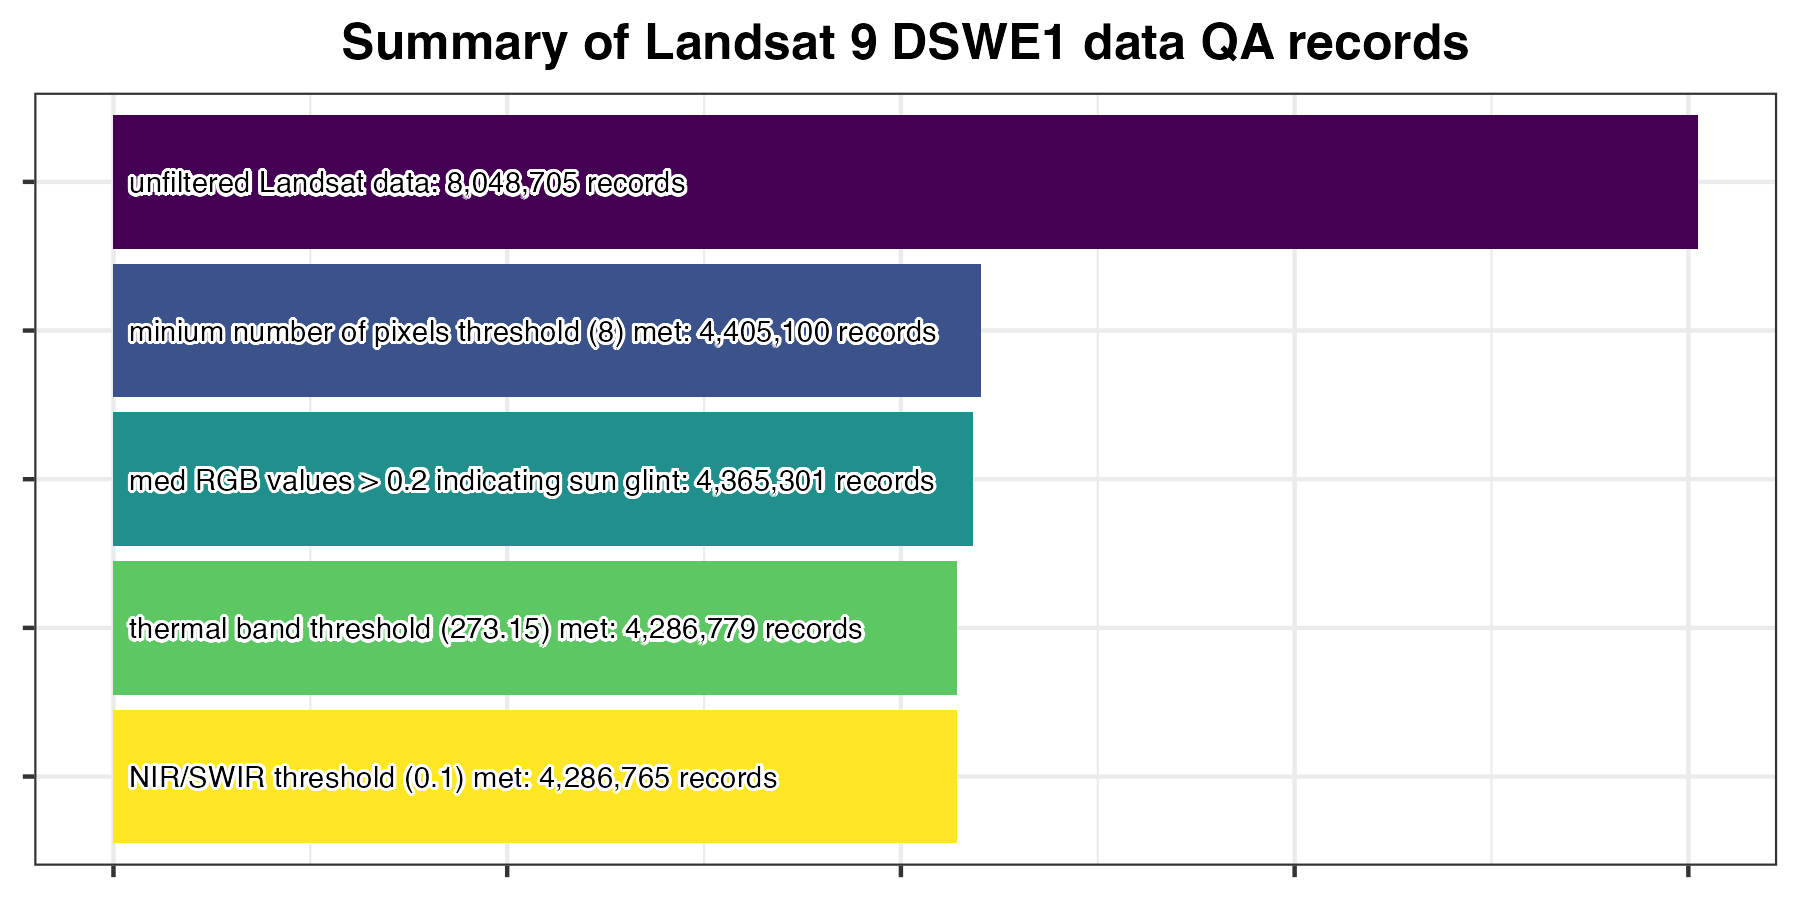 Summary of Landsat 9 DSWE1 data QA records
unfiltered Landsat data: 8,048,705 records
minium number of pixels threshold (8) met: 4,405,100 records
med RGB values > 0.2 indicating sun glint: 4,365,301 records
thermal band threshold (273.15) met: 4,286,779 records
NIR/SWIR threshold (0.1) met: 4,286,765 records